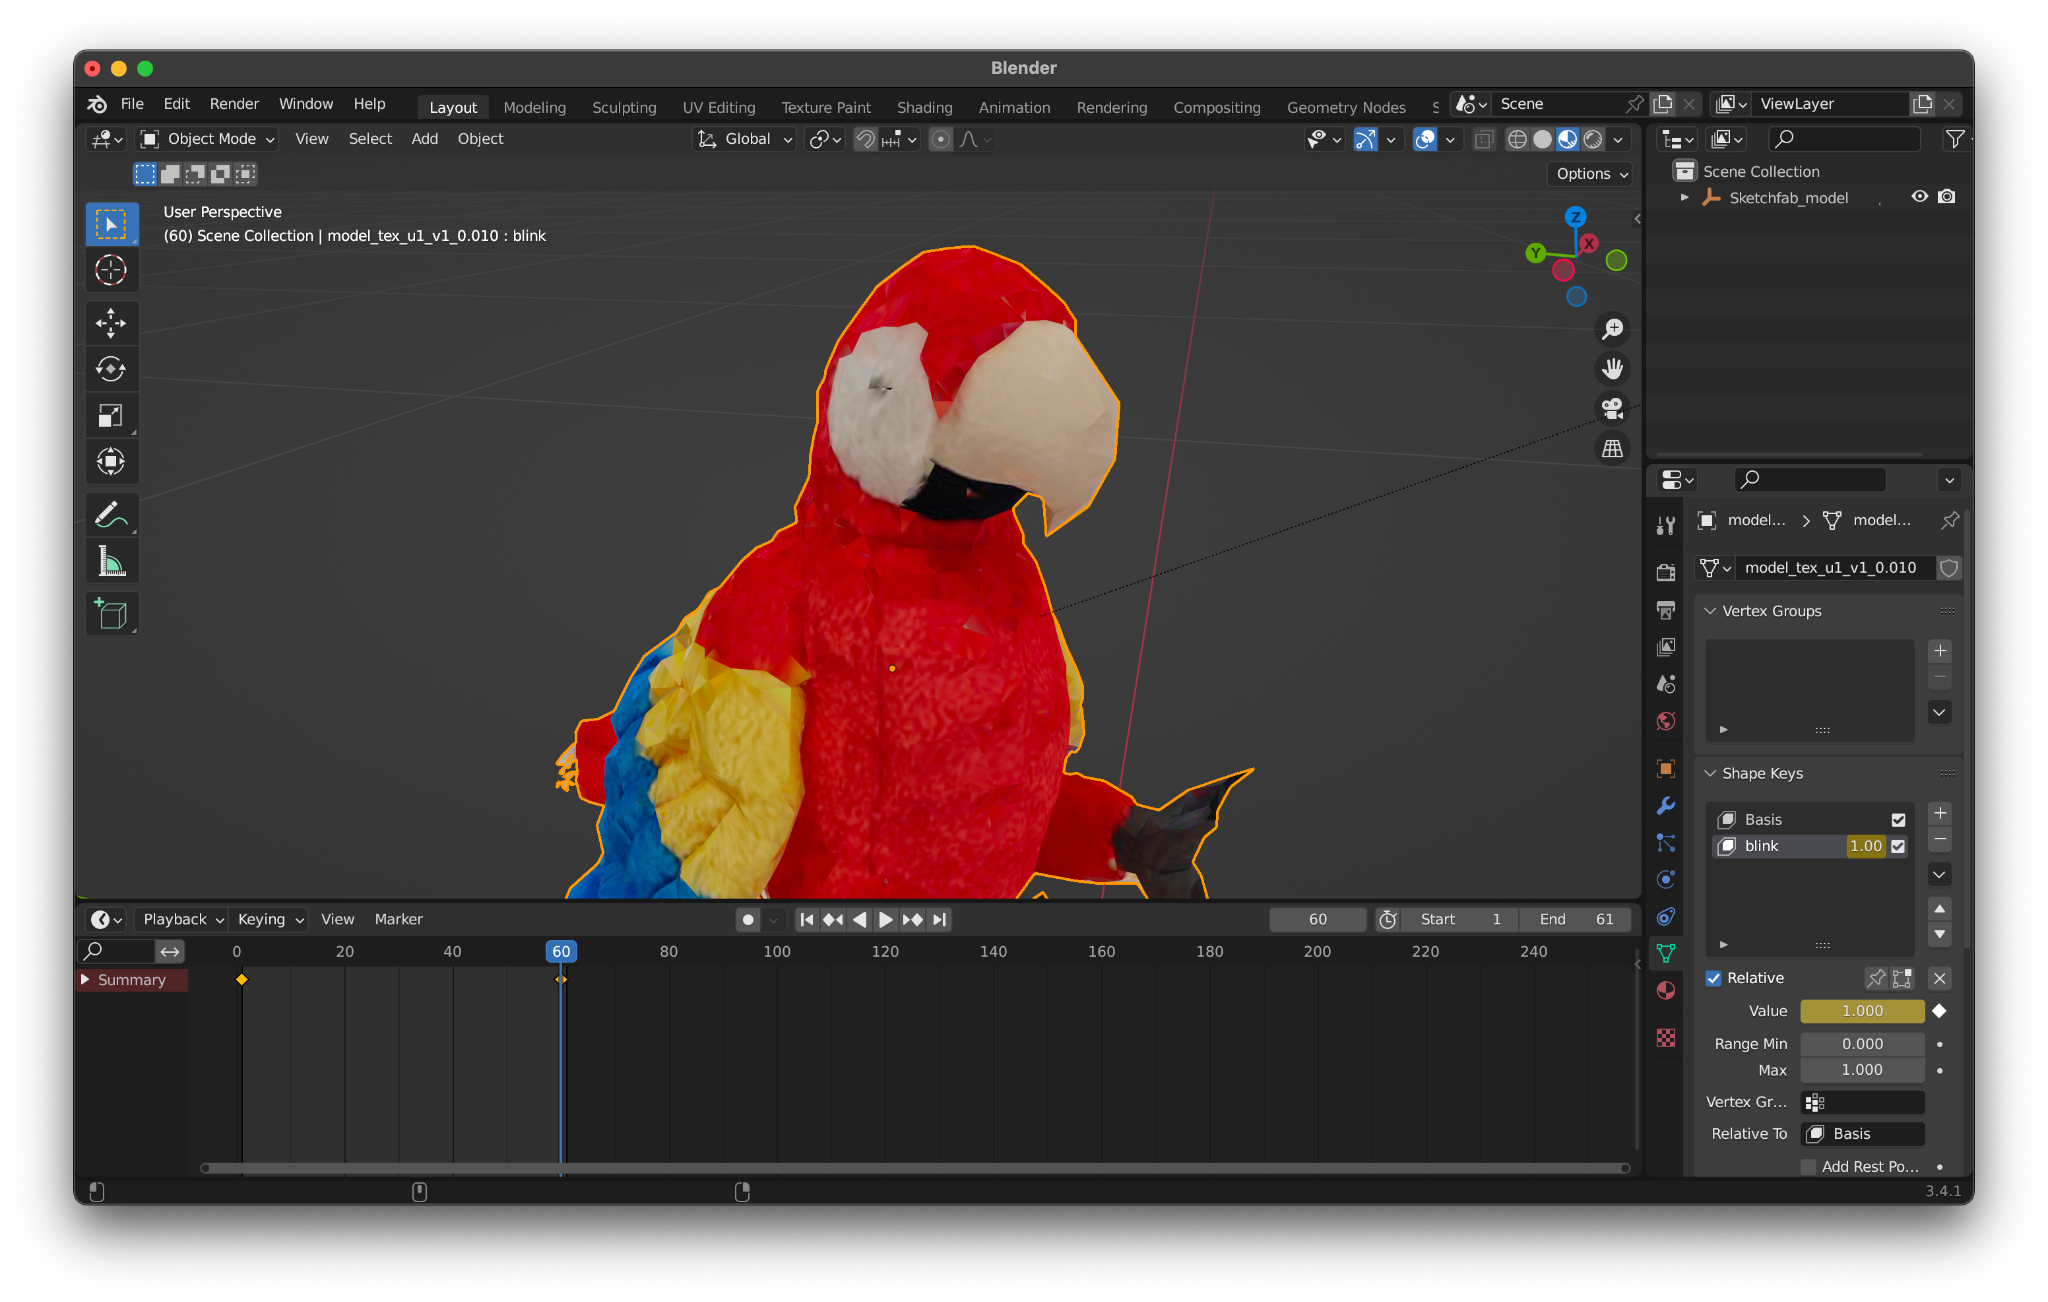 Blender
File Edit Render Window Help Layout Modeling Sculpting UV Editing Texture Paint Shading Animation Rendering Compositing Geometry Nodes Scene ViewLayer
Object Mode View Select Add Object Global
Options
User Perspective
(60) Scene Collection | model_tex_u1_v1_0.010 : blink
Z
X
Y
Scene Collection
Sketchfab_model
model... > model...
model_tex_u1_v1_0.010
Vertex Groups
Shape Keys
Basis
blink 1.00
Relative
Value 1.000
Range Min 0.000
Max 1.000
Vertex Gr...
Relative To Basis
Add Rest Po...
Playback Keying View Marker 60 Start 1 End 61
0 20 40 60 80 100 120 140 160 180 200 220 240
Summary
3.4.1